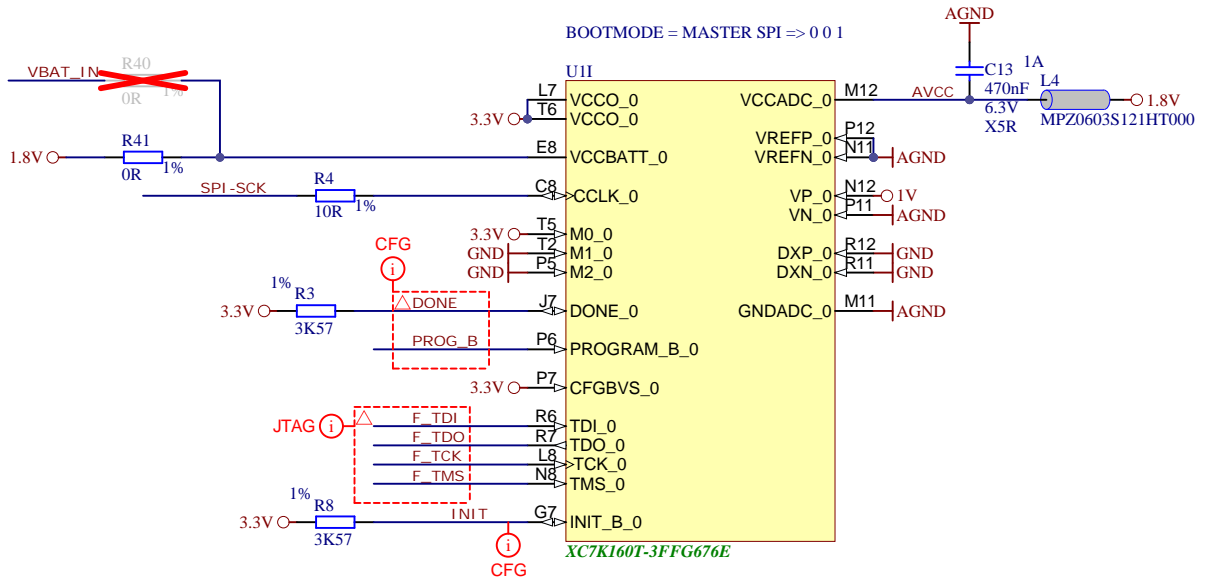 AGND
BOOTMODE = MASTER SPI => 0 0 1
VBAT_IN
R40
0R
1%
U1I
C13
470nF
6.3V
X5R
1A
L4
MPZ0603S121HT000
1.8V
AVCC
L7
VCCO_0
VCCADC_0
M12
3.3V
T6
VCCO_0
VREFP_0
P12
R41
1.8V
0R
1%
E8
VCCBATT_0
VREFN_0
N11
AGND
SPI-SCK
R4
10R
1%
C8
CCLK_0
VP_0
N12
1V
VN_0
P11
AGND
3.3V
T5
M0_0
CFG
GND
T2
M1_0
DXP_0
R12
GND
GND
P5
M2_0
DXN_0
R11
GND
1%
R3
3.3V
3K57
DONE
J7
DONE_0
GNDADC_0
M11
AGND
PROG_B
P6
PROGRAM_B_0
3.3V
P7
CFGBVS_0
JTAG
F_TDI
R6
TDI_0
F_TDO
R7
TDO_0
F_TCK
L8
TCK_0
F_TMS
N8
TMS_0
1%
R8
3.3V
3K57
INIT
G7
INIT_B_0
CFG
XC7K160T-3FFG676E